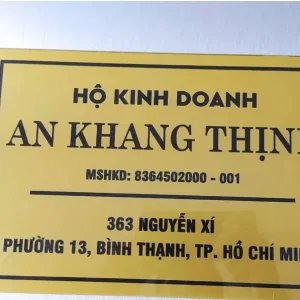 HỘ KINH DOANH
AN KHANG THỊN
MSHKD: 8364502000 - 001
363 NGUYỄN XÍ
PHƯỜNG 13, BÌNH THẠNH, TP. HỒ CHÍ MI